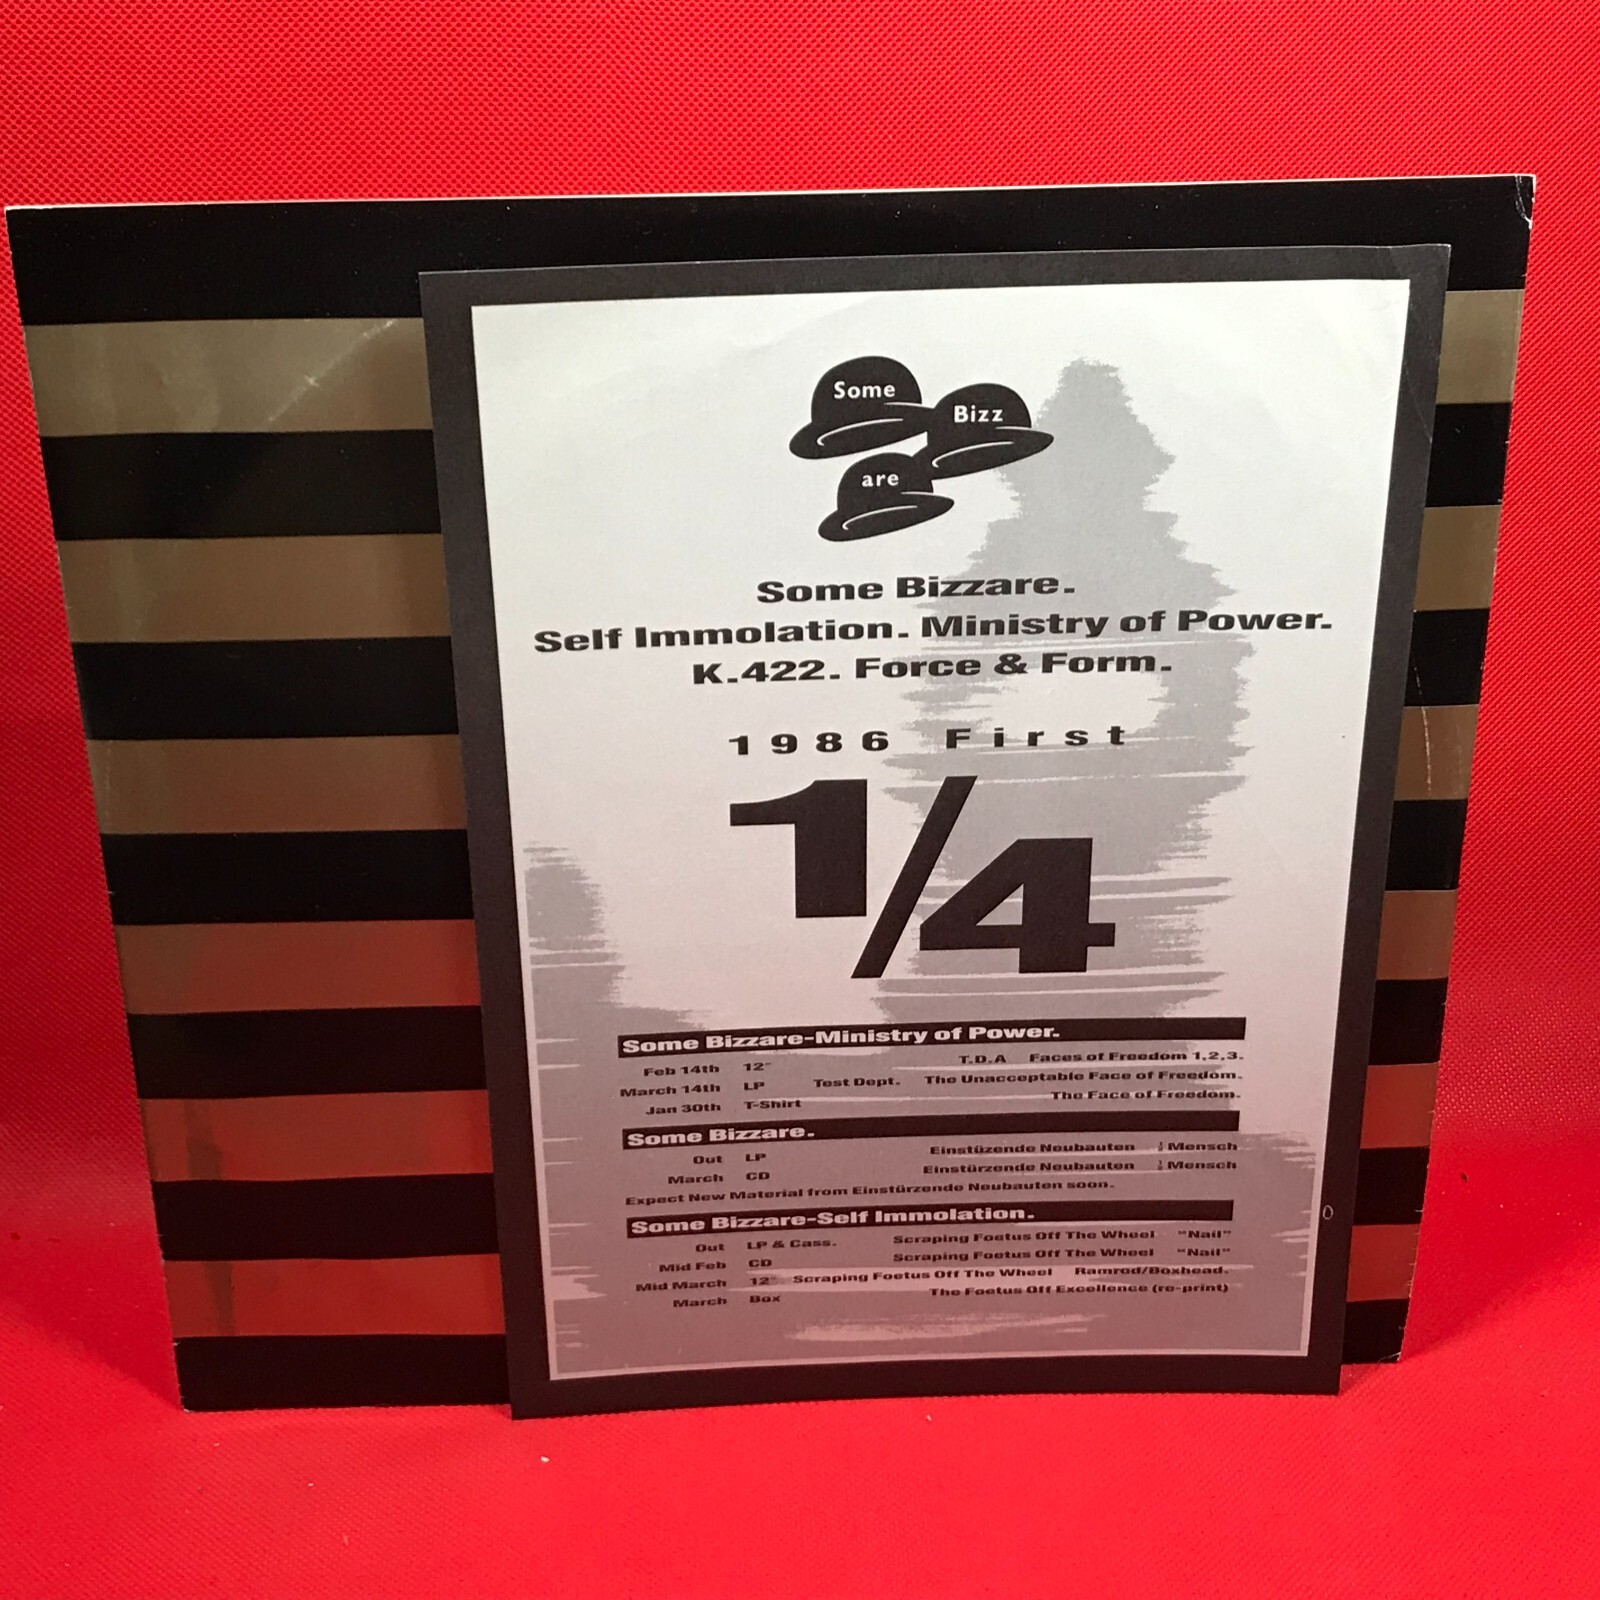 Some
Bizz
are
Some Bizzare.
Self Immolation. Ministry of Power.
K.422. Force & Form.
1986 First
1/4
Some Bizzare-Ministry of Power.
Feb 14th 12" T.D.A Faces of Freedom 1,2,3.
March 14th LP Test Dept. The Unacceptable Face of Freedom.
Jan 30th T-Shirt The Face of Freedom.
Some Bizzare.
Out LP Einstüzende Neubauten ½ Mensch
March CD Einstürzende Neubauten ½ Mensch
Expect New Material from Einstürzende Neubauten soon.
Some Bizzare-Self Immolation.
Out LP & Cass. Scraping Foetus Off The Wheel "Nail"
Mid Feb CD Scraping Foetus Off The Wheel "Nail"
Mid March 12" Scraping Foetus Off The Wheel Ramrod/Boxhead.
March Box The Foetus Off Excellence (re-print)